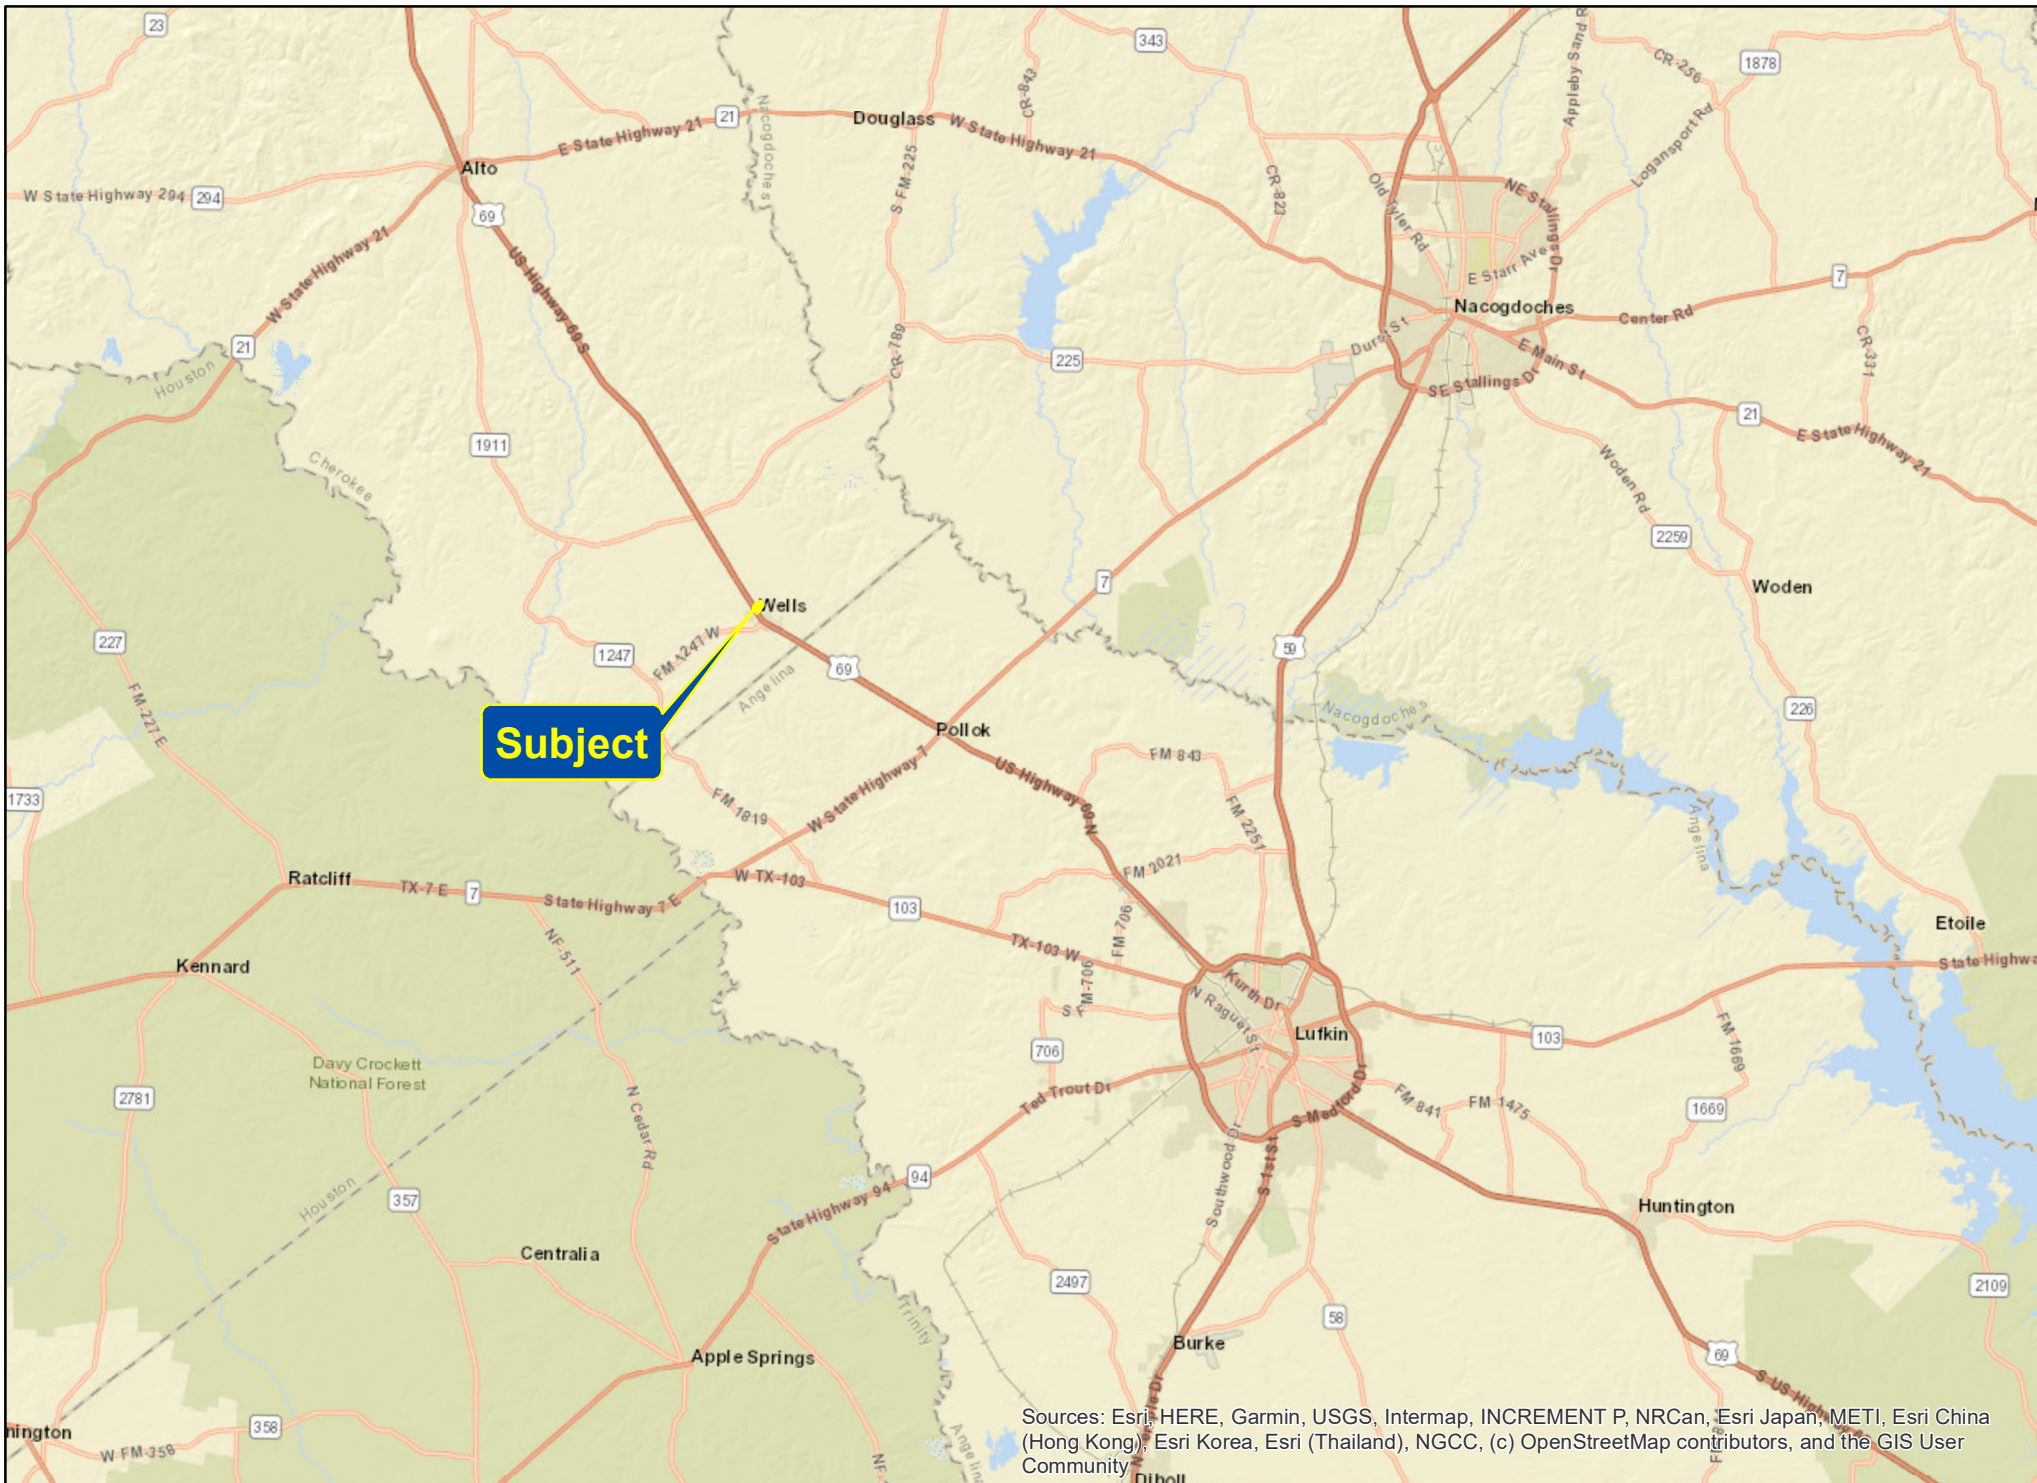 23
343
1878
CR-256
Appleby Sand R
Logansport Rd
CR-843
Nacogdoches
21
Douglass
W State Highway 21
E State Highway 21
Alto
S FM-225
CR-823
Old Tyler Rd
NE Stallings Dr
W State Highway 294
294
69
US Highway 69 S
W State Highway 21
E Starr Ave
7
Nacogdoches
Center Rd
Durst St
E Main St
CR-331
21
Houston
CR-789
225
SE Stallings Dr
21
E State Highway 21
1911
Cherokee
Woden Rd
2259
7
Woden
Wells
227
1247
FM 1247 W
69
59
Angelina
FM-227 E
Nacogdoches
226
Subject
Pollok
US Highway 69 N
FM 843
W State Highway 7
FM 1819
FM 2251
1733
Angelina
Ratcliff
TX-7 E
7
State Highway 7 E
W TX-103
FM 2021
103
FM-706
TX-103 W
Etoile
State Highwa
NF-511
Kennard
S F
M-706
Kurth Dr
N Raguet St
Lufkin
103
FM 1669
706
Davy Crockett
National Forest
Ted Trout Dr
2781
N Cedar Rd
S Medford Dr
FM 841
FM 1475
1669
94
State Highway 94
Houston
357
Southwood Dr
S 1st St
Huntington
Centralia
2497
2109
58
Trinity
Burke
Apple Springs
69
S US High
nington
358
W FM-358
NF-
Angelina
Diboll
Sources: Esri, HERE, Garmin, USGS, Intermap, INCREMENT P, NRCan, Esri Japan, METI, Esri China
(Hong Kong), Esri Korea, Esri (Thailand), NGCC, (c) OpenStreetMap contributors, and the GIS User
Community